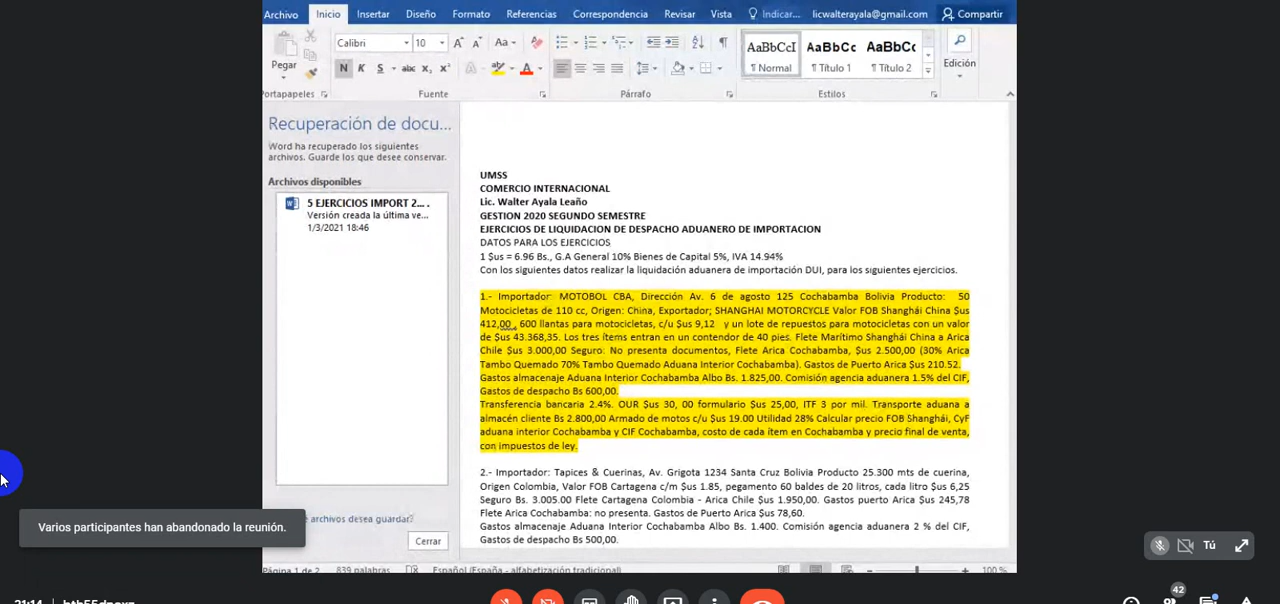 Archivo Inicio Insertar Diseño Formato Referencias Correspondencia Revisar Vista Indicar... licwalterayala@gmail.com Compartir
Calibri 10 Aa AaBbCcI AaBbCc AaBbCc
Pegar N K S abc x₂ x² A A ¶ Normal ¶ Título 1 ¶ Título 2 Edición
Portapapeles Fuente Párrafo Estilos
Recuperación de docu...
Word ha recuperado los siguientes
archivos. Guarde los que desee conservar.
Archivos disponibles
5 EJERCICIOS IMPORT 2... .
Versión creada la última ve...
1/3/2021 18:46
archivos desea guardar?
Cerrar
UMSS
COMERCIO INTERNACIONAL
Lic. Walter Ayala Leaño
GESTION 2020 SEGUNDO SEMESTRE
EJERCICIOS DE LIQUIDACION DE DESPACHO ADUANERO DE IMPORTACION
DATOS PARA LOS EJERCICIOS
1 $us = 6.96 Bs., G.A General 10% Bienes de Capital 5%, IVA 14.94%
Con los siguientes datos realizar la liquidación aduanera de importación DUI, para los siguientes ejercicios.
1.- Importador: MOTOBOL CBA, Dirección Av. 6 de agosto 125 Cochabamba Bolivia Producto: 50
Motocicletas de 110 cc, Origen: China, Exportador; SHANGHAI MOTORCYCLE Valor FOB Shanghái China $us
412,00 , 600 llantas para motocicletas, c/u $us 9,12 y un lote de repuestos para motocicletas con un valor
de $us 43.368,35. Los tres ítems entran en un contendor de 40 pies. Flete Marítimo Shanghái China a Arica
Chile $us 3.000,00 Seguro: No presenta documentos, Flete Arica Cochabamba, $us 2.500,00 (30% Arica
Tambo Quemado 70% Tambo Quemado Aduana Interior Cochabamba). Gastos de Puerto Arica $us 210.52.
Gastos almacenaje Aduana Interior Cochabamba Albo Bs. 1.825,00. Comisión agencia aduanera 1.5% del CIF,
Gastos de despacho Bs 600,00.
Transferencia bancaria 2.4%. OUR $us 30, 00 formulario $us 25,00, ITF 3 por mil. Transporte aduana a
almacén cliente Bs 2.800,00 Armado de motos c/u $us 19.00 Utilidad 28% Calcular precio FOB Shanghái, CyF
aduana interior Cochabamba y CIF Cochabamba, costo de cada ítem en Cochabamba y precio final de venta,
con impuestos de ley.
2.- Importador: Tapices & Cuerinas, Av. Grigota 1234 Santa Cruz Bolivia Producto 25.300 mts de cuerina,
Origen Colombia, Valor FOB Cartagena c/m $us 1.85, pegamento 60 baldes de 20 litros, cada litro $us 6,25
Seguro Bs. 3.005.00 Flete Cartagena Colombia - Arica Chile $us 1.950,00. Gastos puerto Arica $us 245,78
Flete Arica Cochabamba: no presenta. Gastos de Puerto Arica $us 78,60.
Gastos almacenaje Aduana Interior Cochabamba Albo Bs. 1.400. Comisión agencia aduanera 2 % del CIF,
Gastos de despacho Bs 500,00.
Varios participantes han abandonado la reunión.
Tú
Página 1 de 2 839 palabras Español (España - alfabetización tradicional) 100 %
42